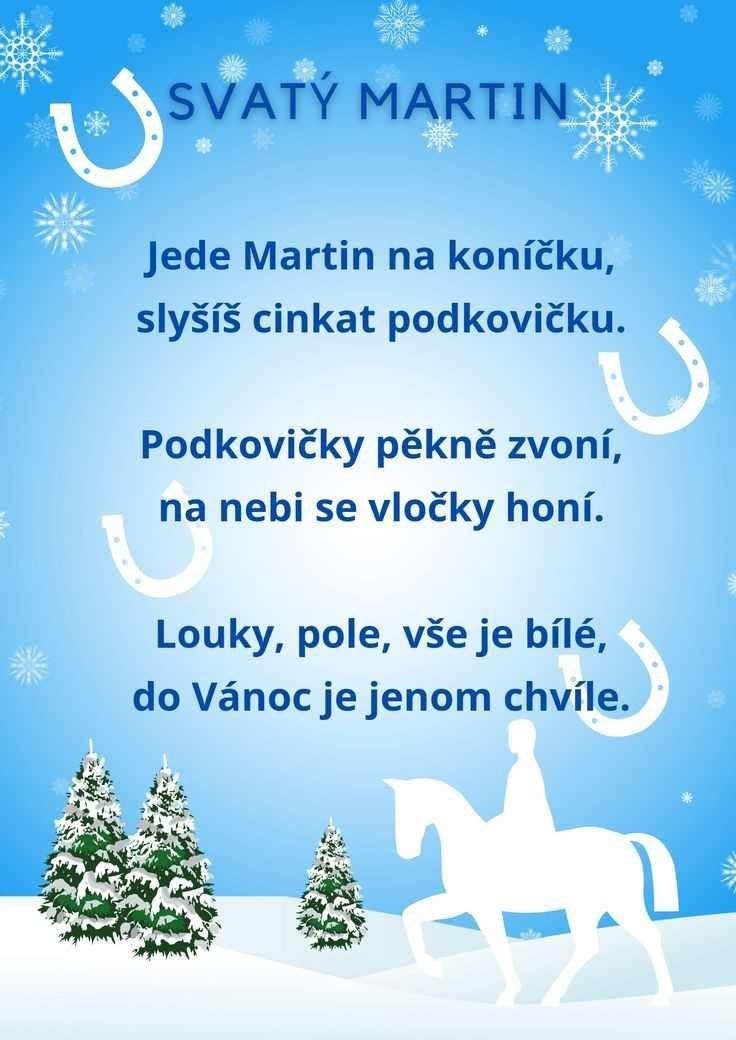 SVATÝ MARTIN
Jede Martin na koníčku,
slyšíš cinkat podkovičku.
Podkovičky pěkně zvoní,
na nebi se vločky honí.
Louky, pole, vše je bílé,
do Vánoc je jenom chvíle.